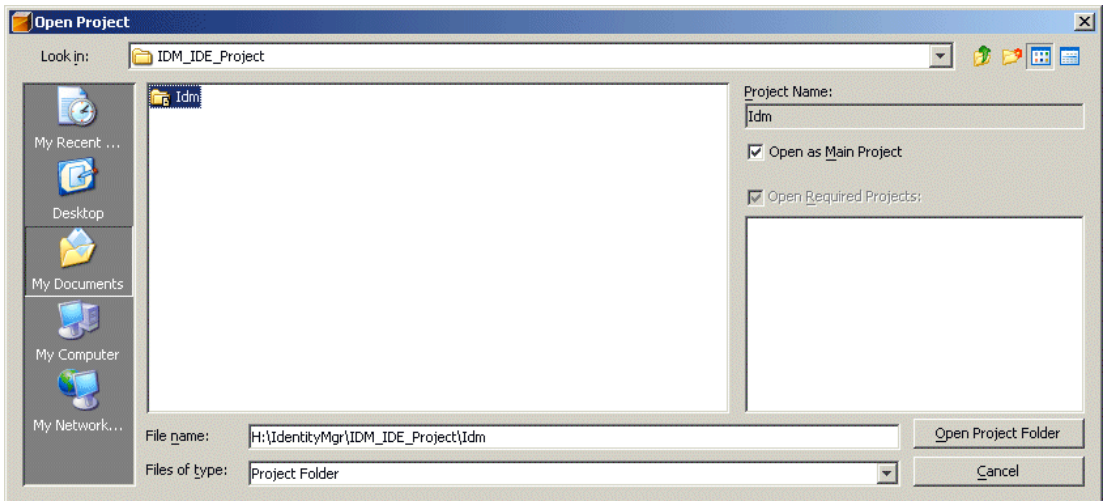 Open Project
Look in:
IDM_IDE_Project
My Recent ...
Desktop
My Documents
My Computer
My Network...
Idm
Project Name:
Idm
Open as Main Project
Open Required Projects:
File name:
H:\IdentityMgr\IDM_IDE_Project\Idm
Open Project Folder
Files of type:
Project Folder
Cancel